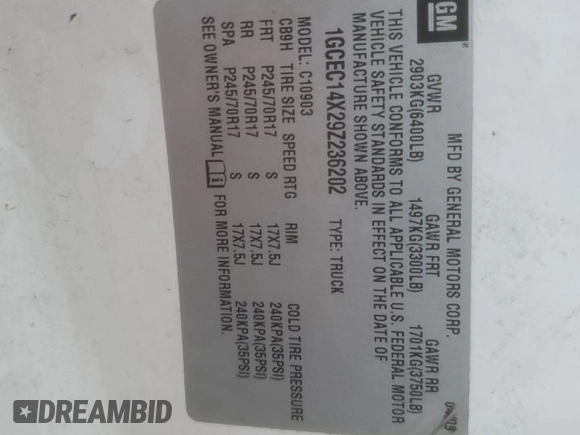 GM
®
MFD BY GENERAL MOTORS CORP.
GVWR GAWR FRT GAWR RR
2903KG(6400LB) 1497KG(3300LB) 1701KG(3750LB)
THIS VEHICLE CONFORMS TO ALL APPLICABLE U.S. FEDERAL MOTOR
VEHICLE SAFETY STANDARDS IN EFFECT ON THE DATE OF
MANUFACTURE SHOWN ABOVE.
1GCEC14X29Z236202 TYPE: TRUCK
MODEL: C10903
CB9H TIRE SIZE SPEED RTG RIM COLD TIRE PRESSURE
FRT P245/70R17 S 17X7.5J 240KPA(35PSI)
RR P245/70R17 S 17X7.5J 240KPA(35PSI)
SPA P245/70R17 S 17X7.5J 240KPA(35PSI)
SEE OWNER'S MANUAL FOR MORE INFORMATION.
DREAMBID